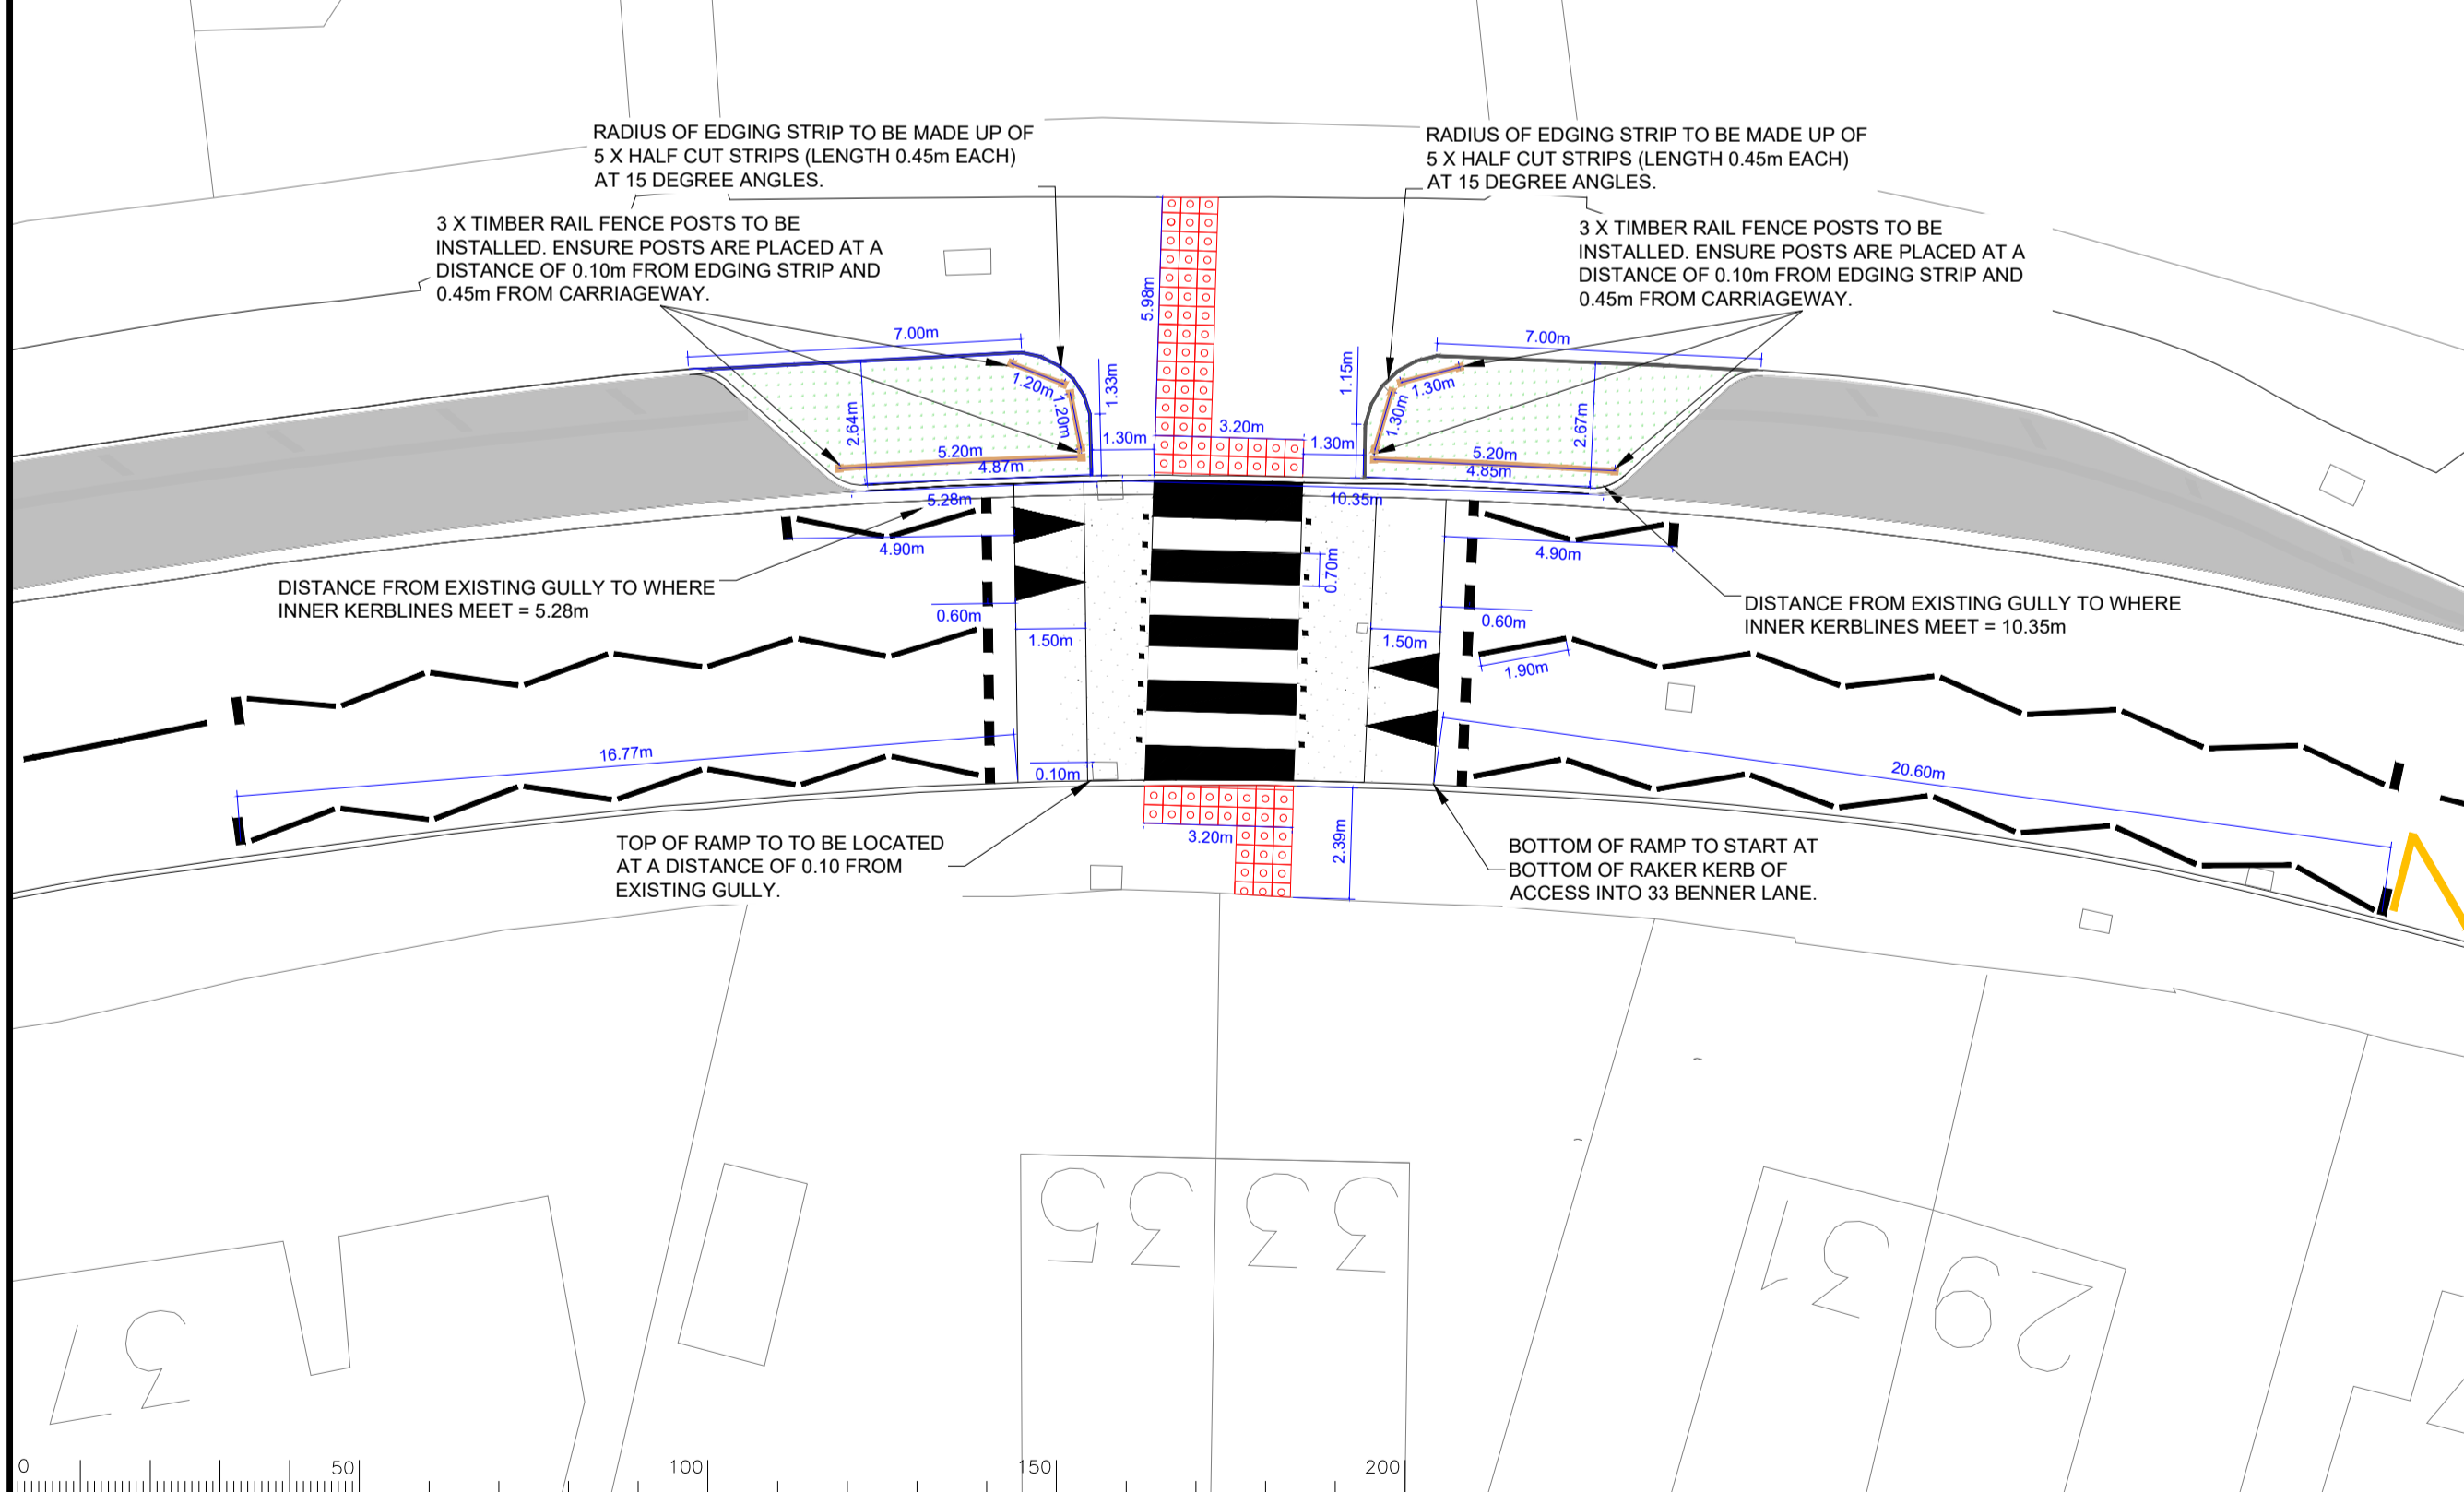 RADIUS OF EDGING STRIP TO BE MADE UP OF
5 X HALF CUT STRIPS (LENGTH 0.45m EACH)
AT 15 DEGREE ANGLES.
RADIUS OF EDGING STRIP TO BE MADE UP OF
5 X HALF CUT STRIPS (LENGTH 0.45m EACH)
AT 15 DEGREE ANGLES.
3 X TIMBER RAIL FENCE POSTS TO BE
INSTALLED. ENSURE POSTS ARE PLACED AT A
DISTANCE OF 0.10m FROM EDGING STRIP AND
0.45m FROM CARRIAGEWAY.
3 X TIMBER RAIL FENCE POSTS TO BE
INSTALLED. ENSURE POSTS ARE PLACED AT A
DISTANCE OF 0.10m FROM EDGING STRIP AND
0.45m FROM CARRIAGEWAY.
5.98m
7.00m
7.00m
1.20m
1.33m
1.15m
1.30m
2.64m
1.20m
1.30m
2.67m
3.20m
1.30m
1.30m
5.20m
5.20m
4.87m
4.85m
5.28m
10.35m
4.90m
4.90m
0.70m
DISTANCE FROM EXISTING GULLY TO WHERE
INNER KERBLINES MEET = 5.28m
DISTANCE FROM EXISTING GULLY TO WHERE
INNER KERBLINES MEET = 10.35m
0.60m
0.60m
1.50m
1.50m
1.90m
16.77m
0.10m
20.60m
3.20m
2.39m
TOP OF RAMP TO TO BE LOCATED
AT A DISTANCE OF 0.10 FROM
EXISTING GULLY.
BOTTOM OF RAMP TO START AT
BOTTOM OF RAKER KERB OF
ACCESS INTO 33 BENNER LANE.
37
35
33
31
29
0
50
100
150
200